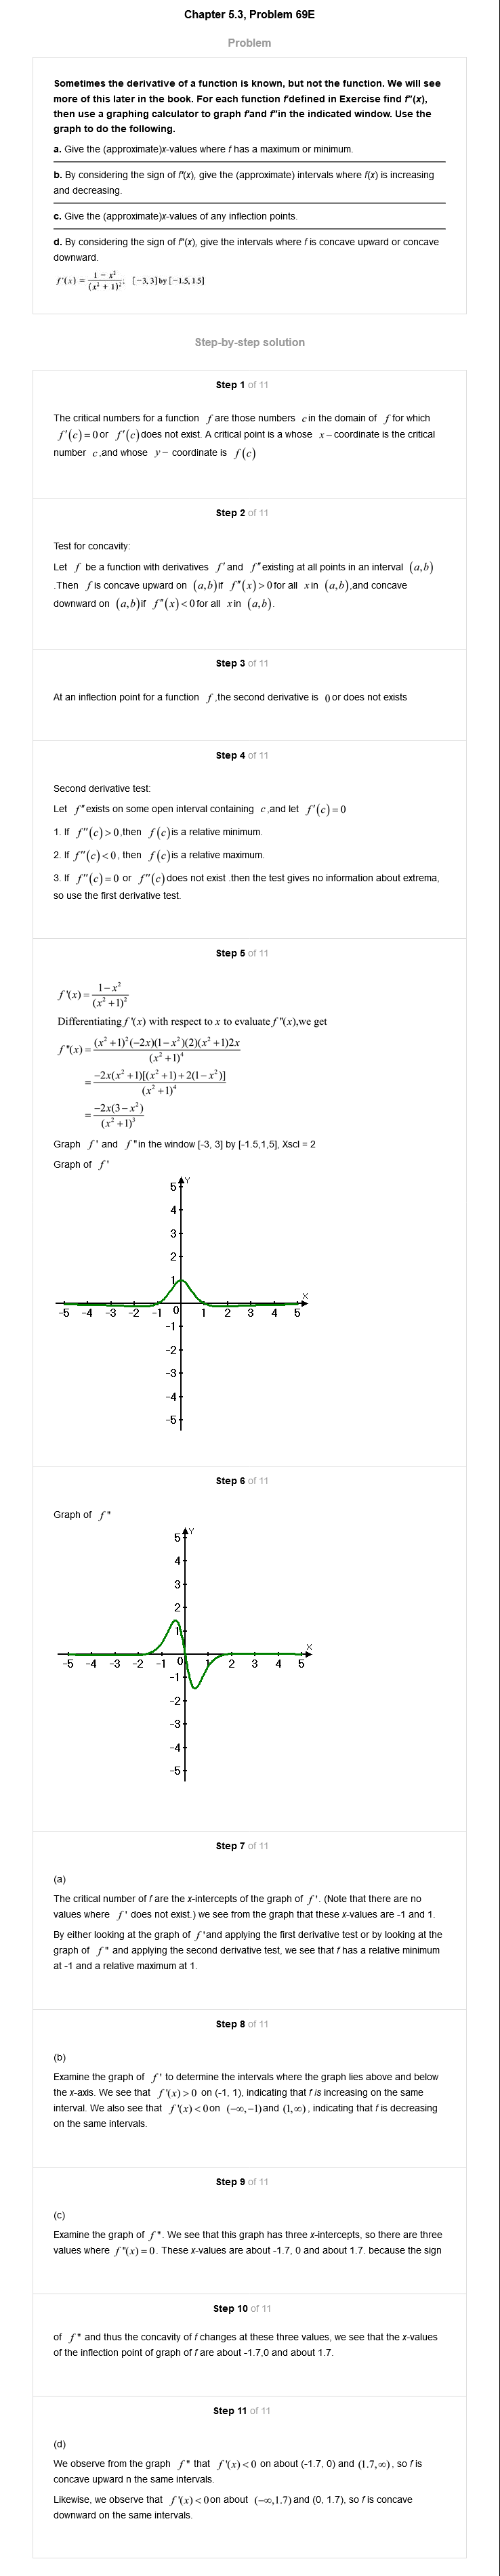 Chapter 5.3, Problem 69E
Problem
Sometimes the derivative of a function is known, but not the function. We will see
more of this later in the book. For each function f'defined in Exercise find f″(x),
then use a graphing calculator to graph f'and f″in the indicated window. Use the
graph to do the following.
a. Give the (approximate)x-values where f has a maximum or minimum.
b. By considering the sign of f'(x), give the (approximate) intervals where f(x) is increasing
and decreasing.
c. Give the (approximate)x-values of any inflection points.
d. By considering the sign of f″(x), give the intervals where f is concave upward or concave
downward.
f'(x) = (1 − x²)/(x² + 1)²; [−3, 3] by [−1.5, 1.5]
Step-by-step solution
Step 1 of 11
The critical numbers for a function f are those numbers c in the domain of f for which
f′(c) = 0 or f′(c) does not exist. A critical point is a whose x − coordinate is the critical
number c ,and whose y − coordinate is f(c)
Step 2 of 11
Test for concavity:
Let f be a function with derivatives f′ and f″ existing at all points in an interval (a,b)
.Then f is concave upward on (a,b) if f″(x) > 0 for all x in (a,b) ,and concave
downward on (a,b) if f″(x) < 0 for all x in (a,b).
Step 3 of 11
At an inflection point for a function f ,the second derivative is 0 or does not exists
Step 4 of 11
Second derivative test:
Let f″ exists on some open interval containing c ,and let f′(c) = 0
1. If f″(c) > 0 ,then f(c) is a relative minimum.
2. If f″(c) < 0, then f(c) is a relative maximum.
3. If f″(c) = 0 or f″(c) does not exist .then the test gives no information about extrema,
so use the first derivative test.
Step 5 of 11
f '(x) = (1 − x²)/(x² + 1)²
Differentiating f '(x) with respect to x to evaluate f "(x),we get
f "(x) = (x² + 1)²(−2x)(1 − x²)(2)(x² + 1)2x/(x² + 1)⁴
= −2x(x² + 1)[(x² + 1) + 2(1 − x²)]/(x² + 1)⁴
= −2x(3 − x²)/(x² + 1)³
Graph f ' and f " in the window [-3, 3] by [-1.5,1.5], Xscl = 2
Graph of f '
Y
5
4
3
2
1
X
-5 -4 -3 -2 -1 0 1 2 3 4 5
-1
-2
-3
-4
-5
Step 6 of 11
Graph of f "
Y
5
4
3
2
1
X
-5 -4 -3 -2 -1 0 1 2 3 4 5
-1
-2
-3
-4
-5
Step 7 of 11
(a)
The critical number of f are the x-intercepts of the graph of f '. (Note that there are no
values where f ' does not exist.) we see from the graph that these x-values are -1 and 1.
By either looking at the graph of f 'and applying the first derivative test or by looking at the
graph of f " and applying the second derivative test, we see that f has a relative minimum
at -1 and a relative maximum at 1.
Step 8 of 11
(b)
Examine the graph of f ' to determine the intervals where the graph lies above and below
the x-axis. We see that f '(x) > 0 on (-1, 1), indicating that f is increasing on the same
interval. We also see that f '(x) < 0 on (−∞,−1) and (1,∞), indicating that f is decreasing
on the same intervals.
Step 9 of 11
(c)
Examine the graph of f ". We see that this graph has three x-intercepts, so there are three
values where f "(x) = 0. These x-values are about -1.7, 0 and about 1.7. because the sign
Step 10 of 11
of f " and thus the concavity of f changes at these three values, we see that the x-values
of the inflection point of graph of f are about -1.7,0 and about 1.7.
Step 11 of 11
(d)
We observe from the graph f " that f '(x) < 0 on about (-1.7, 0) and (1.7,∞), so f is
concave upward n the same intervals.
Likewise, we observe that f '(x) < 0 on about (−∞,1.7) and (0, 1.7), so f is concave
downward on the same intervals.